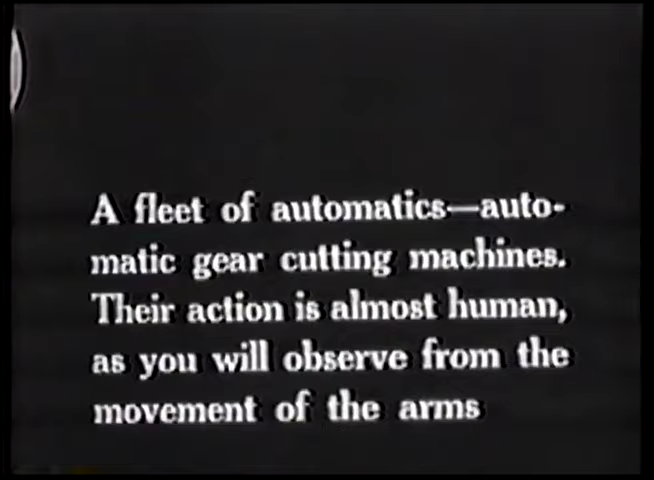 A fleet of automatics—auto-
matic gear cutting machines.
Their action is almost human,
as you will observe from the
movement of the arms